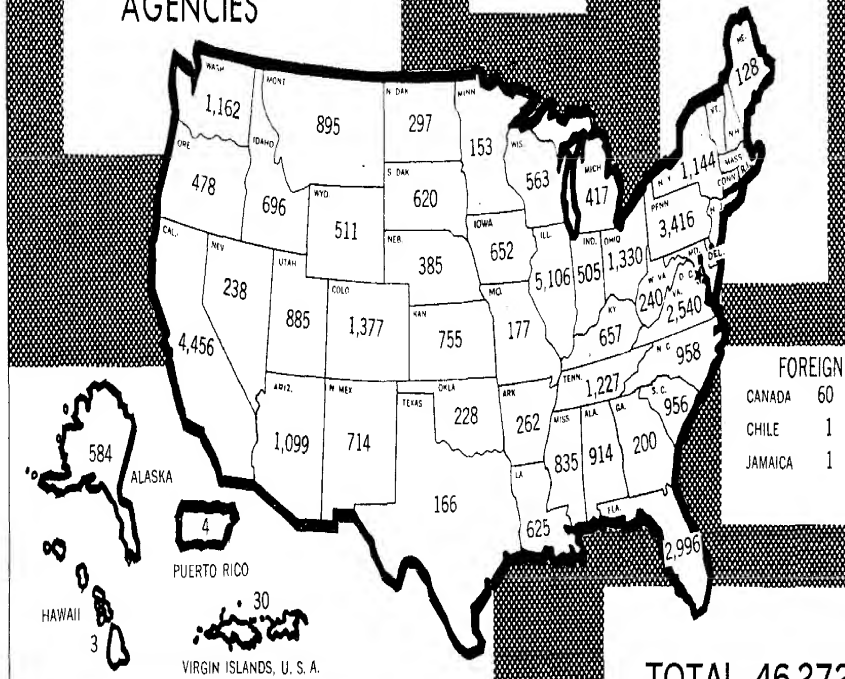 AGENCIES
WASH
1,162
MONT
895
N DAK
297
MINN
153
ME.
128
ORE
478
IDAHO
696
S DAK
620
WIS.
563
MICH
417
VT.
N.H
MASS
CONN
R.I.
N Y 1,144
WYO
511
IOWA
652
PENN
3,416
N J
CAL.
4,456
NEV
238
UTAH
885
COLO
1,377
NEB.
385
ILL.
5,106
IND.
505
OHIO
1,330
MD.
DEL.
D C
W VA
240
VA.
2,540
KAN
755
MO.
177
KY
657
N C
958
ARIZ.
1,099
N MEX
714
TEXAS
166
OKLA
228
ARK
262
TENN.
1,227
S. C.
956
MISS
835
ALA.
914
GA.
200
LA
625
FLA.
2,996
FOREIGN
CANADA 60
CHILE 1
JAMAICA 1
584
ALASKA
4
PUERTO RICO
HAWAII
3
30
VIRGIN ISLANDS, U. S. A.
TOTAL 46,373